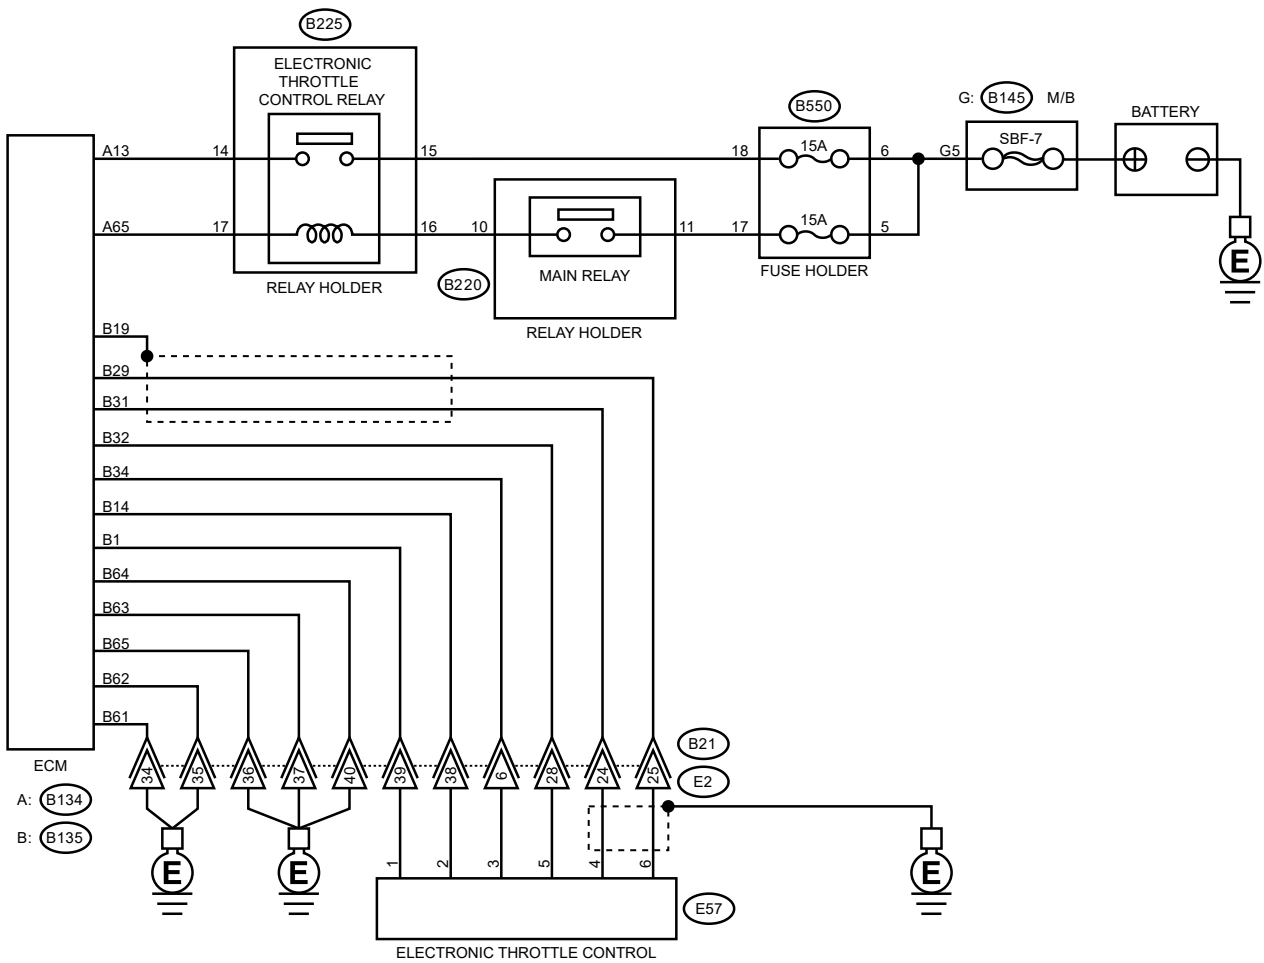 B225
ELECTRONIC
THROTTLE
CONTROL RELAY
B550
G: B145 M/B
BATTERY
SBF-7
A13 14 15 18 15A 6 G5
A65 17 16 10 11 17 15A 5
E
MAIN RELAY
FUSE HOLDER
RELAY HOLDER
B220
RELAY HOLDER
B19
B29
B31
B32
B34
B14
B1
B64
B63
B65
B62
B61
B21
ECM
34 35 36 37 40 39 38 6 28 24 25
E2
A: B134
B: B135
1 2 3 5 4 6
E E E
E57
ELECTRONIC THROTTLE CONTROL